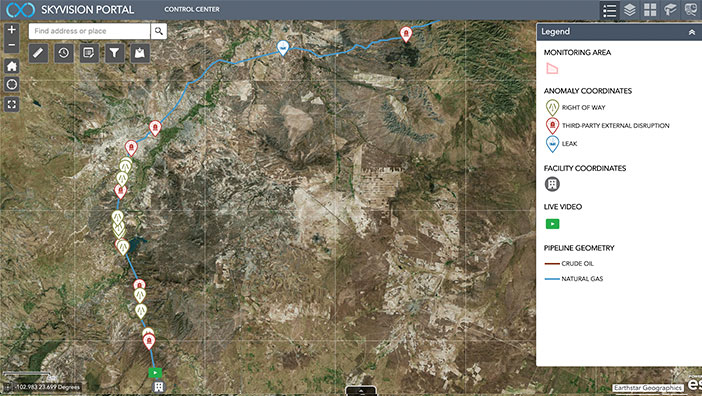 SKYVISION PORTAL
CONTROL CENTER
Find address or place
Legend
MONITORING AREA
ANOMALY COORDINATES
RIGHT OF WAY
THIRD-PARTY EXTERNAL DISRUPTION
LEAK
FACILITY COORDINATES
LIVE VIDEO
PIPELINE GEOMETRY
CRUDE OIL
NATURAL GAS
-102.983 23.699 Degrees
Earthstar Geographics